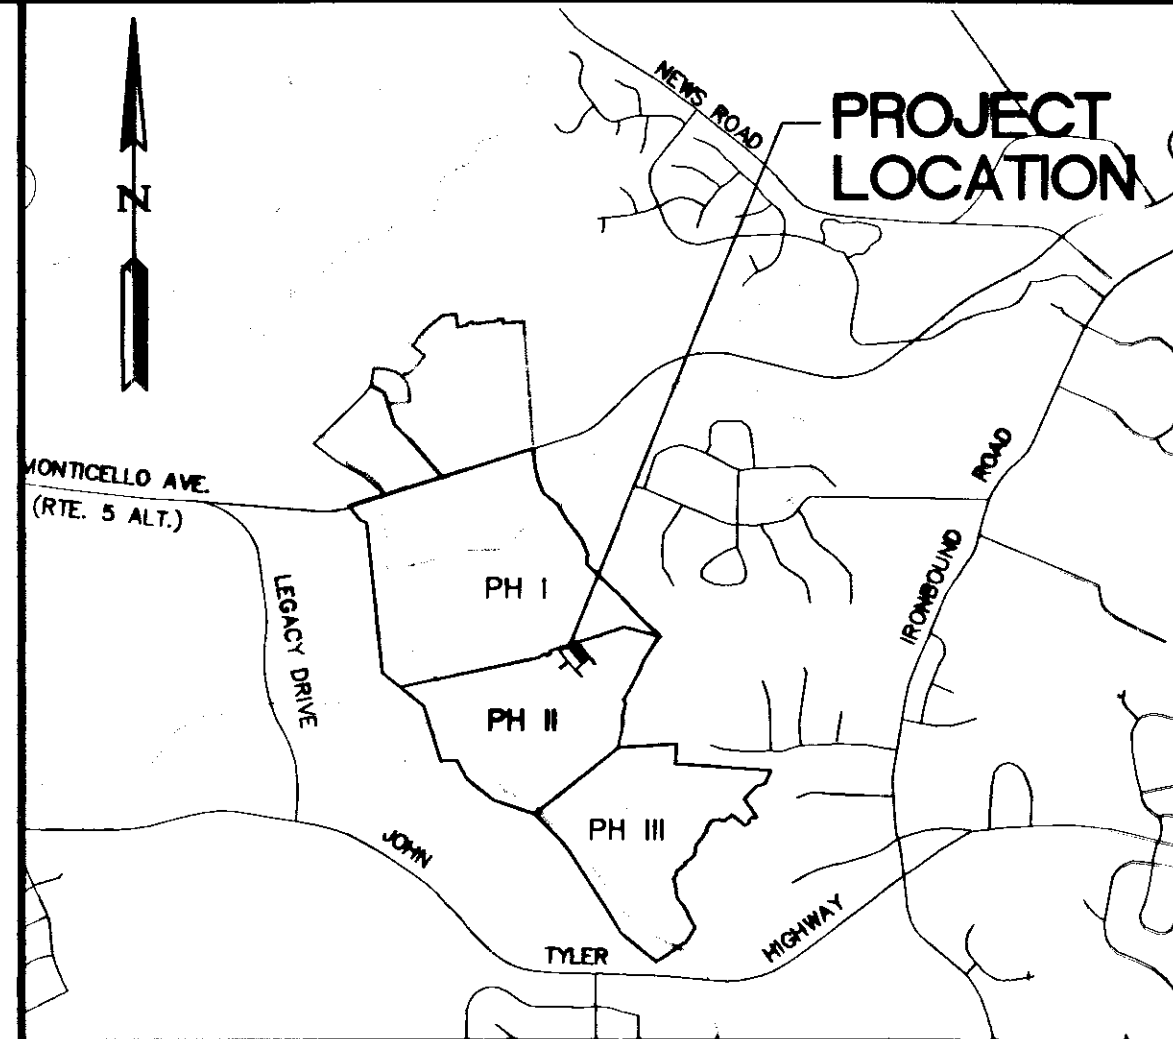 NEWS ROAD
PROJECT
LOCATION
N
MONTICELLO AVE.
(RTE. 5 ALT.)
ROAD
IRONBOUND
LEGACY DRIVE
PH I
PH II
PH III
JOHN
TYLER
HIGHWAY